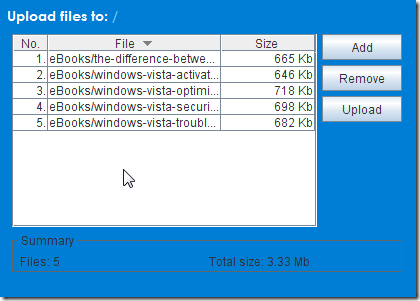 Upload files to: /
No. File Size
1. eBooks/the-difference-betwe... 665 Kb
2. eBooks/windows-vista-activat... 646 Kb
3. eBooks/windows-vista-optimi... 718 Kb
4. eBooks/windows-vista-securi... 698 Kb
5. eBooks/windows-vista-troubl... 682 Kb
Add
Remove
Upload
Summary
Files: 5 Total size: 3.33 Mb